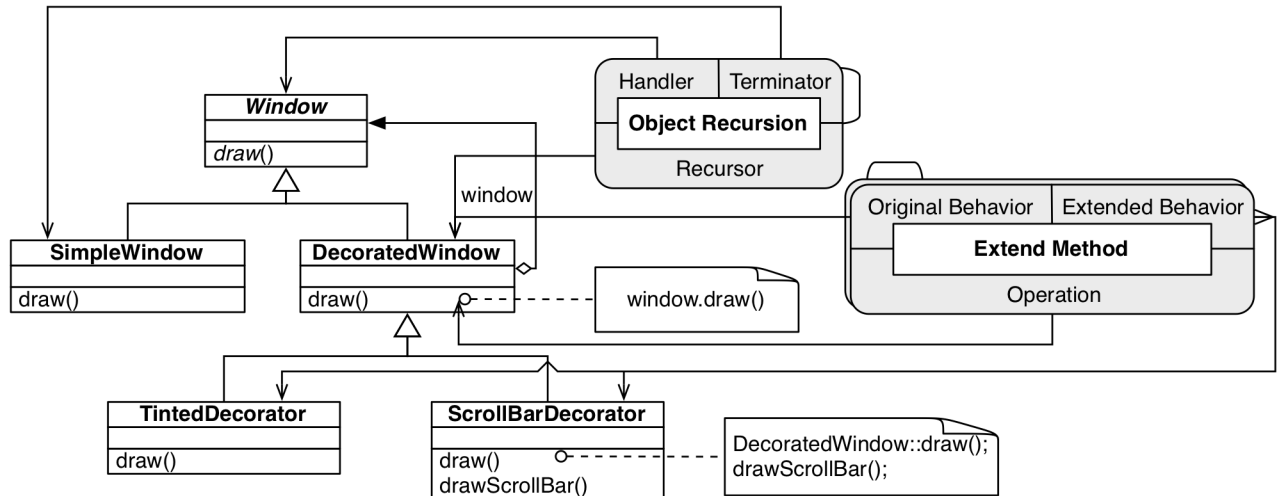 Handler
Terminator
Object Recursion
Recursor
Window
draw()
window
Original Behavior
Extended Behavior
Extend Method
Operation
SimpleWindow
draw()
DecoratedWindow
draw()
window.draw()
TintedDecorator
draw()
ScrollBarDecorator
draw()
drawScrollBar()
DecoratedWindow::draw();
drawScrollBar();